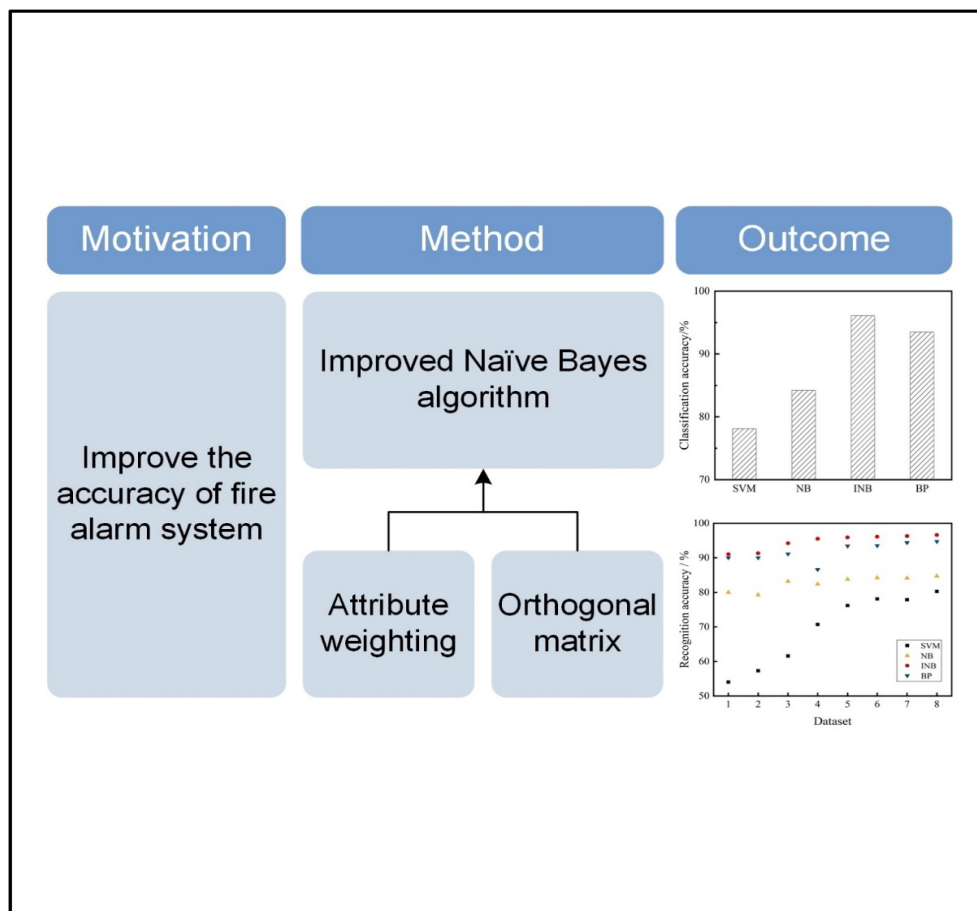 Motivation
Method
Outcome
Improve the
accuracy of fire
alarm system
Improved Naïve Bayes
algorithm
Attribute
weighting
Orthogonal
matrix
Classification accuracy/%
100
90
80
70
SVM NB INB BP
Recognition accuracy / %
100
90
80
70
60
50
SVM
NB
INB
BP
1 2 3 4 5 6 7 8
Dataset